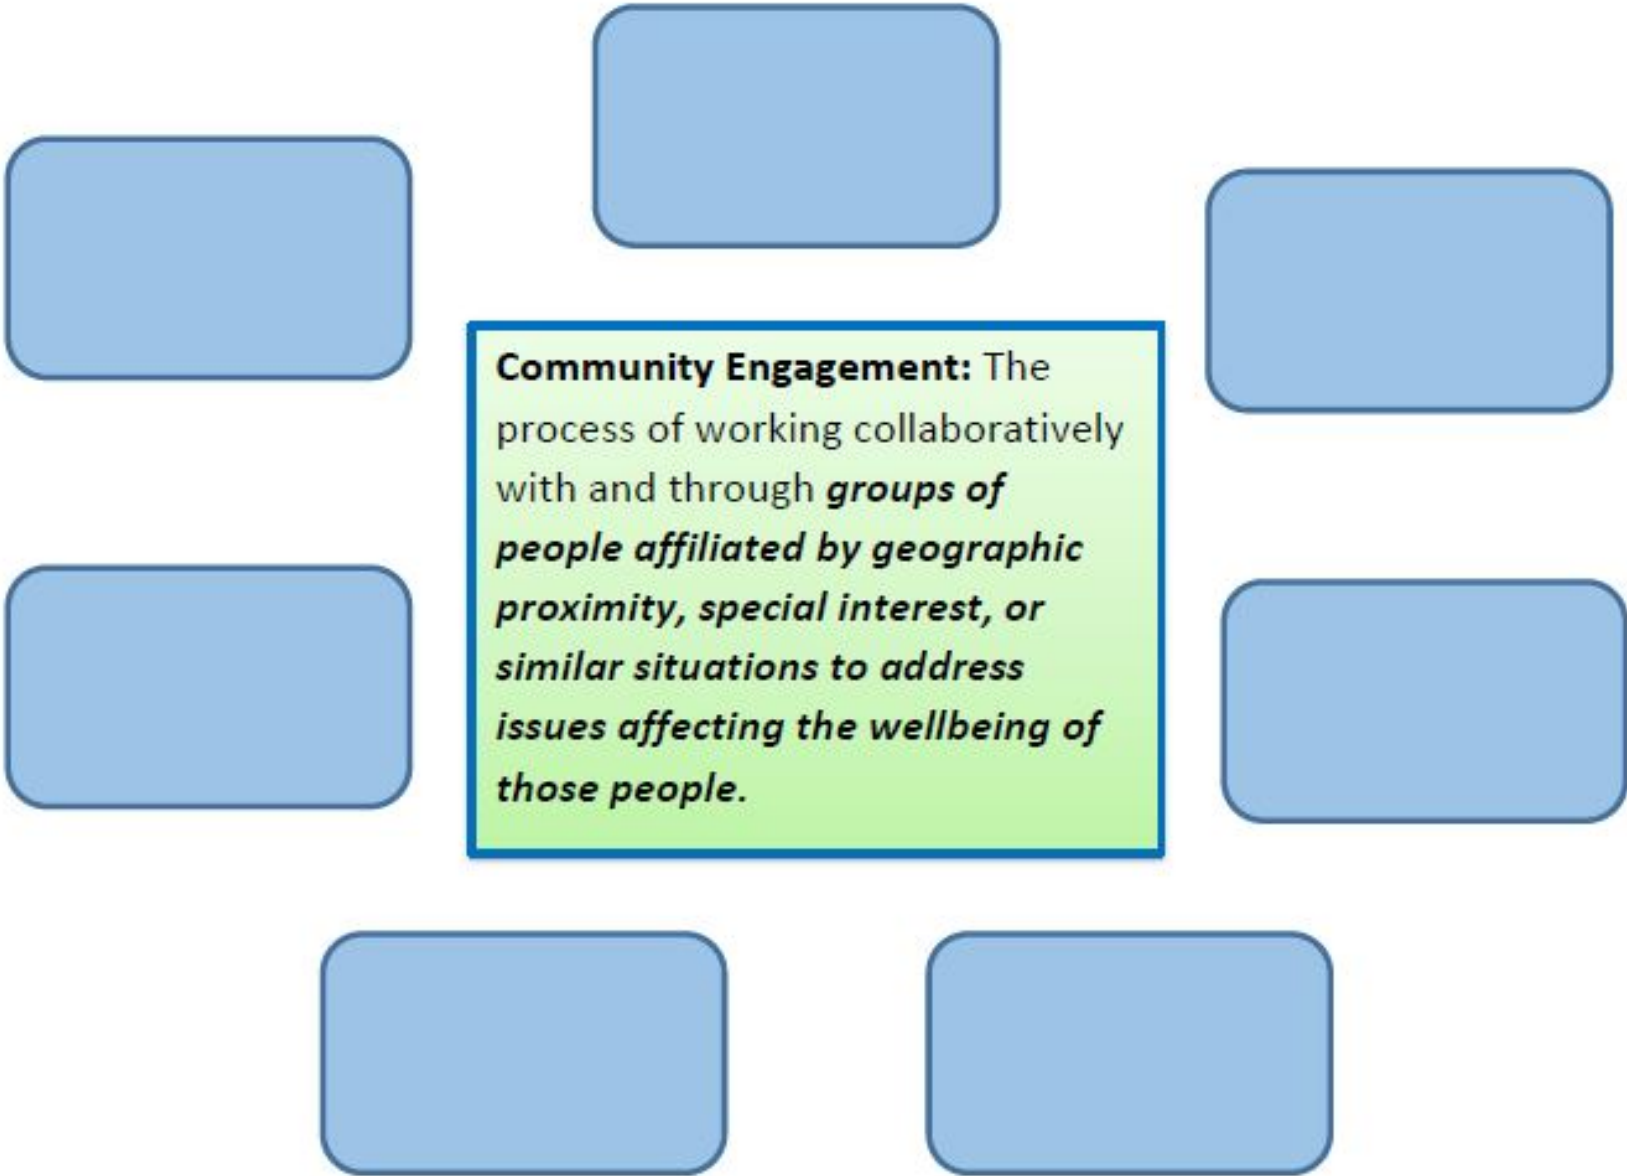 Community Engagement: The
process of working collaboratively
with and through groups of
people affiliated by geographic
proximity, special interest, or
similar situations to address
issues affecting the wellbeing of
those people.